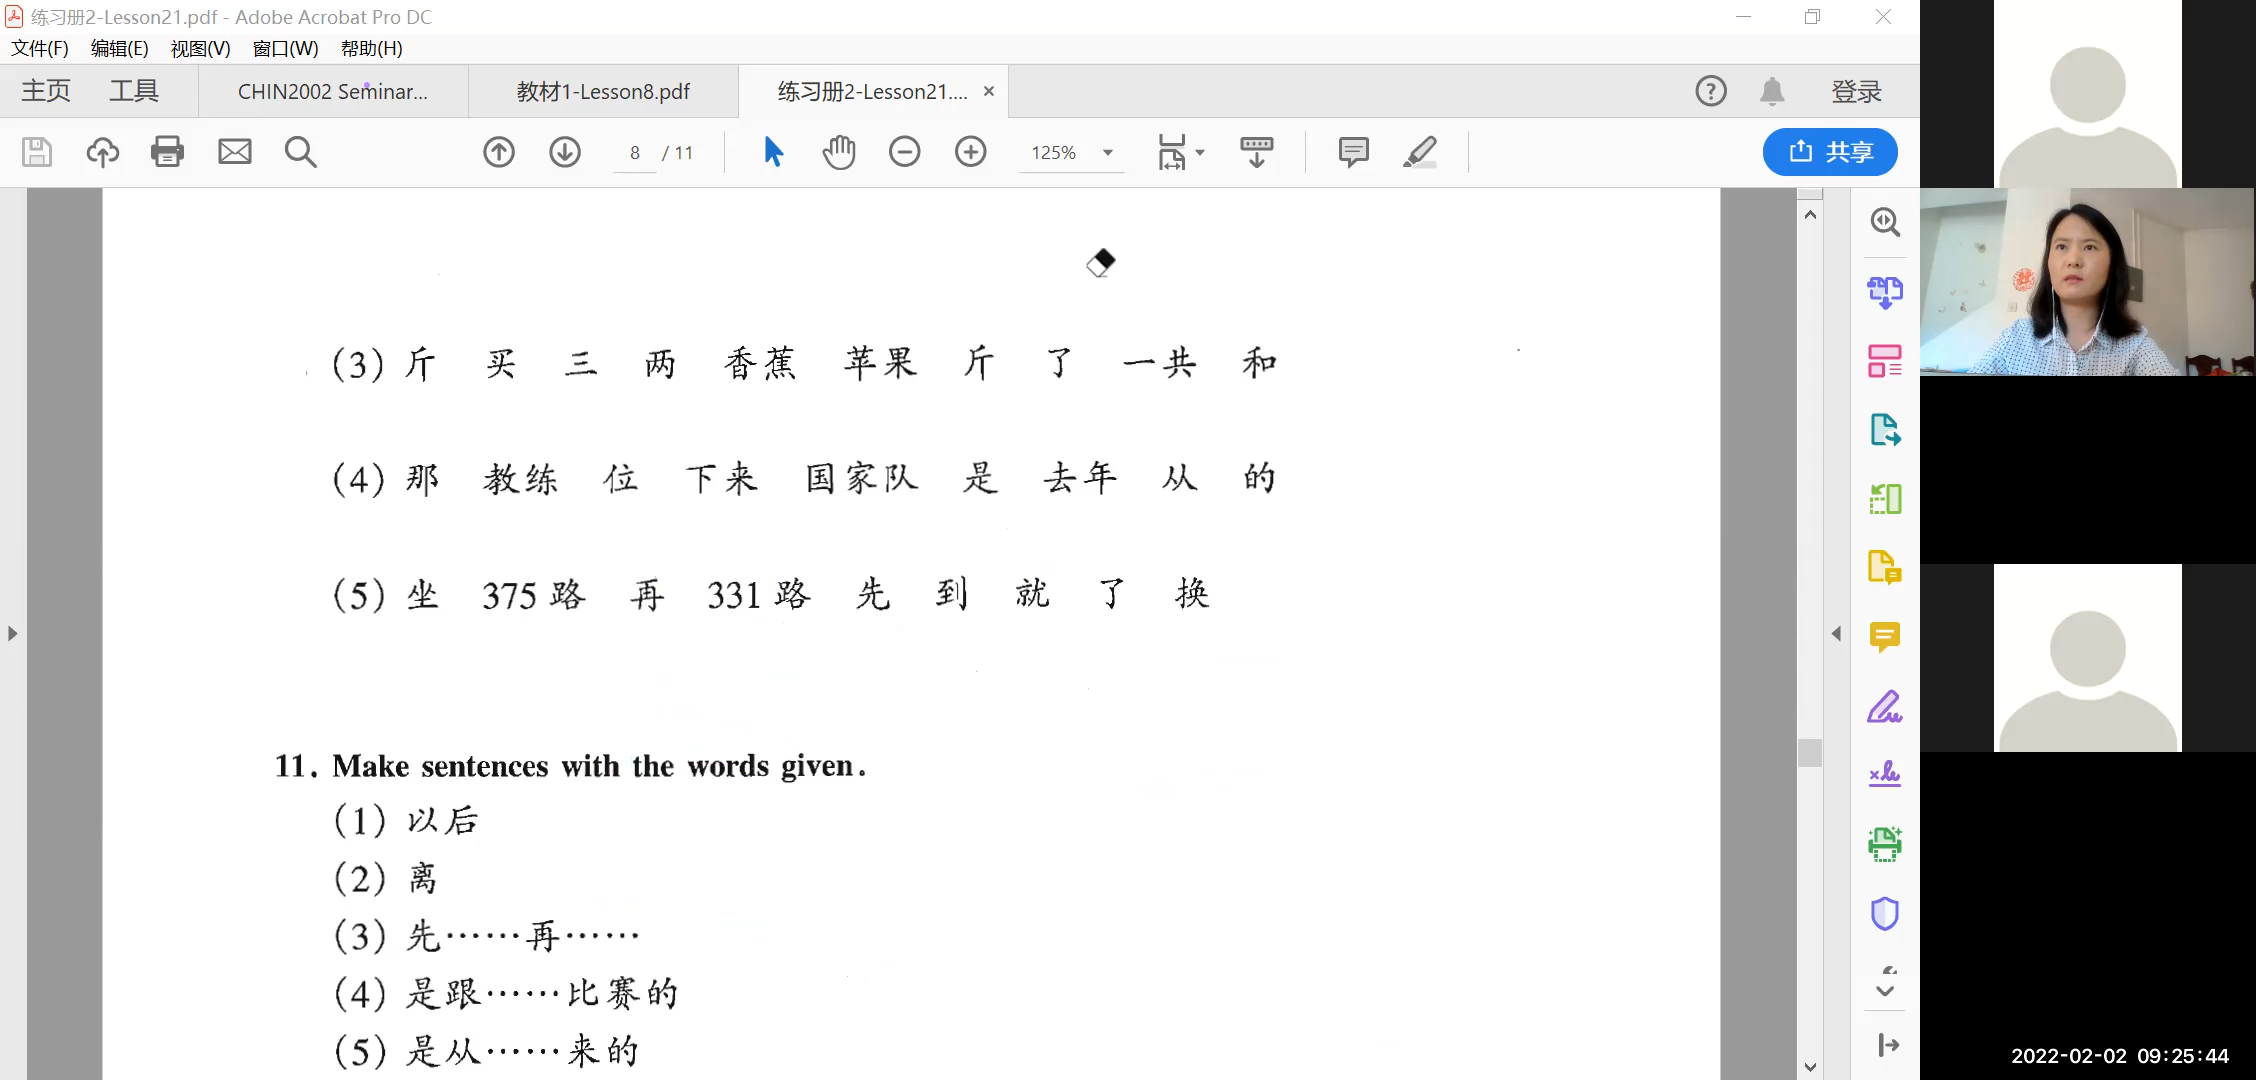 练习册2-Lesson21.pdf - Adobe Acrobat Pro DC
文件(F) 编辑(E) 视图(V) 窗口(W) 帮助(H)
主页 工具 CHIN2002 Seminar... 教材1-Lesson8.pdf 练习册2-Lesson21.... × 登录
8 / 11 125% 共享
(3) 斤 买 三 两 香蕉 苹果 斤 了 一共 和
(4) 那 教练 位 下来 国家队 是 去年 从 的
(5) 坐 375路 再 331路 先 到 就 了 换
11. Make sentences with the words given.
(1) 以后
(2) 离
(3) 先……再……
(4) 是跟……比赛的
(5) 是从……来的
2022-02-02 09:25:44